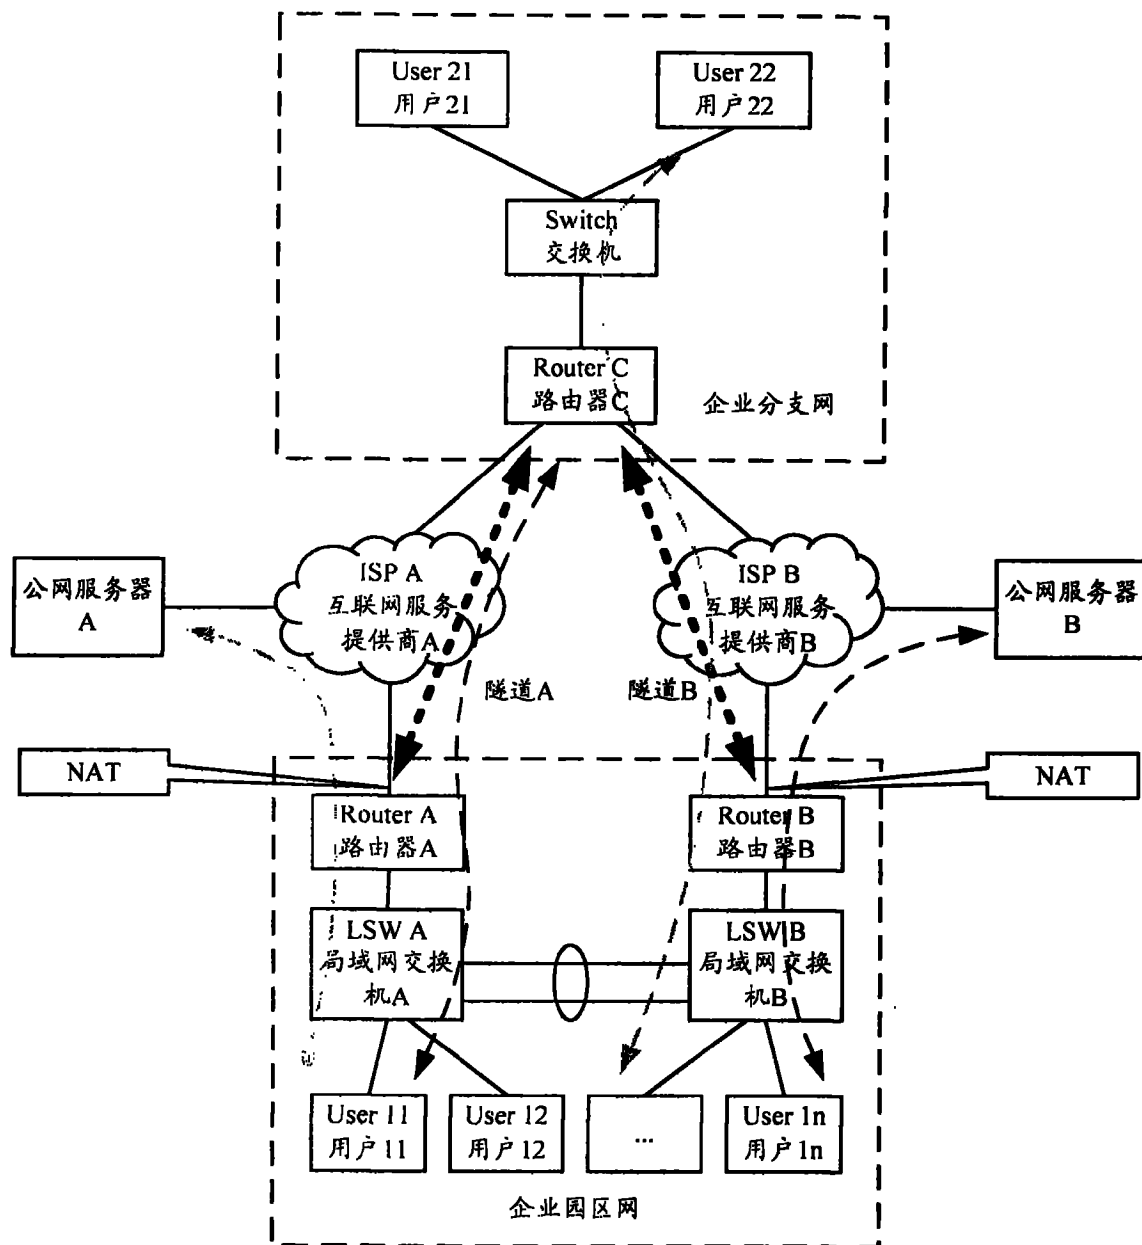 User 21
用户21
User 22
用户22
Switch
交换机
Router C
路由器C
企业分支网
公网服务器
A
ISP A
互联网服务
提供商A
ISP B
互联网服务
提供商B
公网服务器
B
隧道A
隧道B
NAT
NAT
Router A
路由器A
Router B
路由器B
LSW A
局域网交换
机A
LSW B
局域网交换
机B
User 11
用户11
User 12
用户12
...
User 1n
用户1n
企业园区网